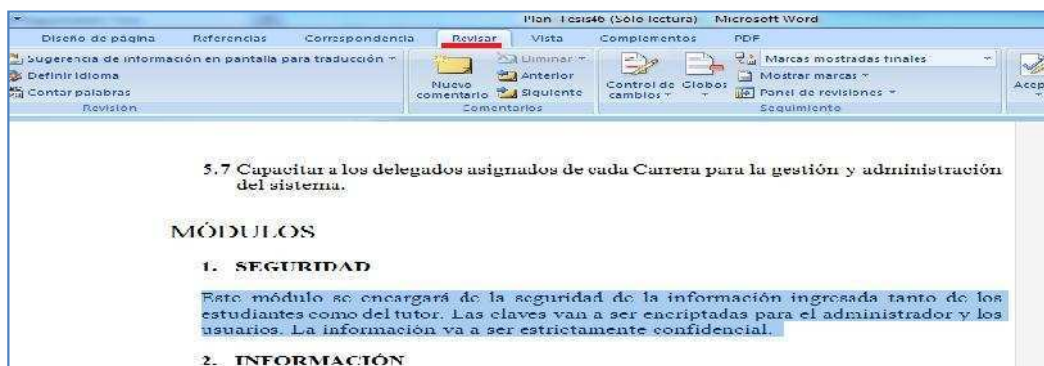 Plan Tesis46 (Sólo lectura) - Microsoft Word
Diseño de página Referencias Correspondencia Revisar Vista Complementos PDF
Sugerencia de información en pantalla para traducción
Definir idioma
Contar palabras
Revisión
Nuevo comentario
Eliminar
Anterior
Siguiente
Comentarios
Control de cambios
Globos
Marcas mostradas finales
Mostrar marcas
Panel de revisiones
Seguimiento
Acep
5.7 Capacitar a los delegados asignados de cada Carrera para la gestión y administración
del sistema.
MÓDULOS
1. SEGURIDAD
Este módulo se encargará de la seguridad de la información ingresada tanto de los
estudiantes como del tutor. Las claves van a ser encriptadas para el administrador y los
usuarios. La información va a ser estrictamente confidencial.
2. INFORMACIÓN